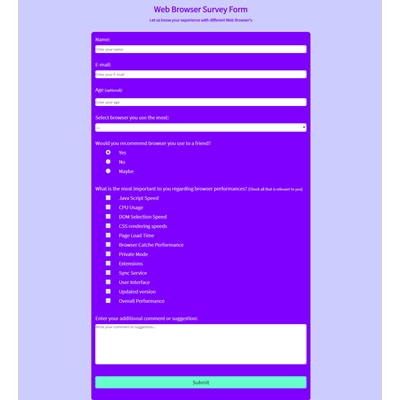 Web Browser Survey Form
Let us know your experience with different Web Browser's
Name:
Enter your name
E-mail:
Enter your E-mail
Age (optional):
Enter your age
Select browser you use the most:
Would you recommend browser you use to a friend?
Yes
No
Maybe
What is the most important to you regarding browser performances? (Check all that is relevant to you)
Java Script Speed
CPU Usage
DOM Selection Speed
CSS rendering speeds
Page Load Time
Browser Catche Performance
Private Mode
Extensions
Sync Service
User Interface
Updated version
Overall Performance
Enter your additional comment or suggestion:
Write your comment or suggestion...
Submit